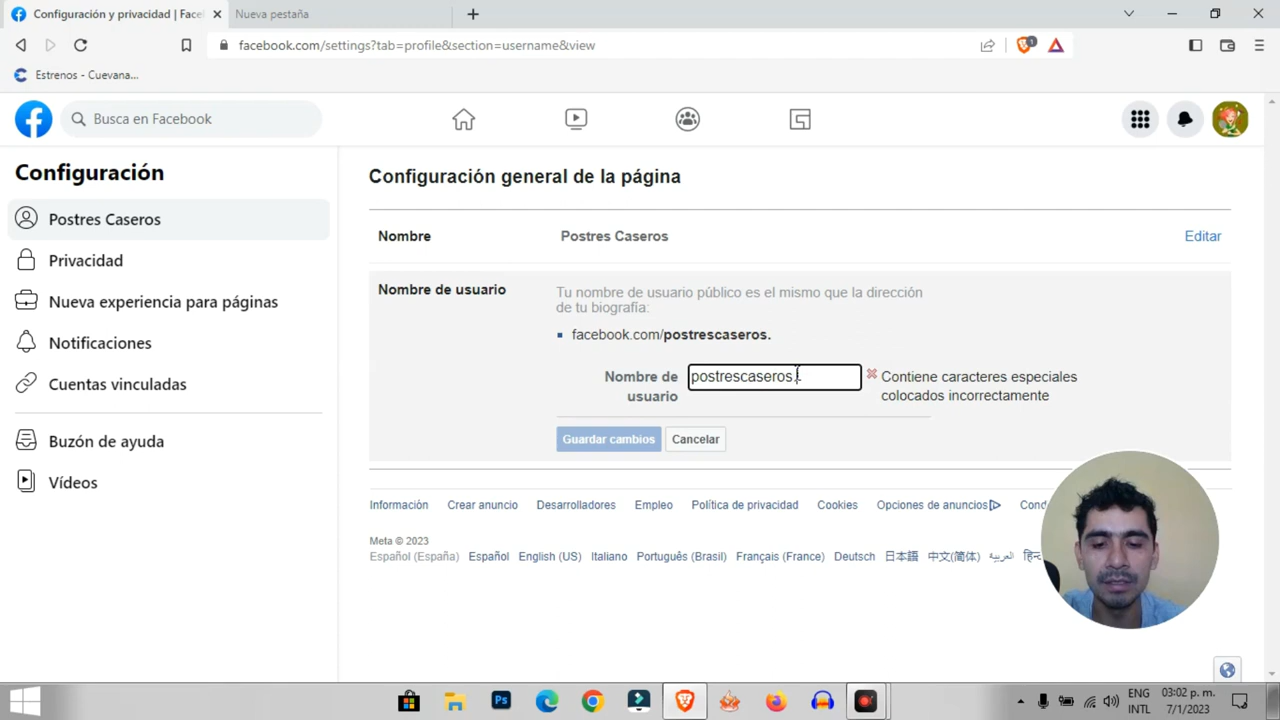 Configuración y privacidad | Face
Nueva pestaña
facebook.com/settings?tab=profile&section=username&view
1
Estrenos - Cuevana...
Busca en Facebook
Configuración
Postres Caseros
Privacidad
Nueva experiencia para páginas
Notificaciones
Cuentas vinculadas
Buzón de ayuda
Vídeos
Configuración general de la página
Nombre
Postres Caseros
Editar
Nombre de usuario
Tu nombre de usuario público es el mismo que la dirección
de tu biografía:
facebook.com/postrescaseros.
Nombre de
usuario
postrescaseros.
Contiene caracteres especiales
colocados incorrectamente
Guardar cambios
Cancelar
Información Crear anuncio Desarrolladores Empleo Política de privacidad Cookies Opciones de anuncios Cond
Meta © 2023
Español (España) Español English (US) Italiano Português (Brasil) Français (France) Deutsch 日本語 中文(简体) العربية हिन्
Ps
ENG
INTL
03:02 p. m.
7/1/2023